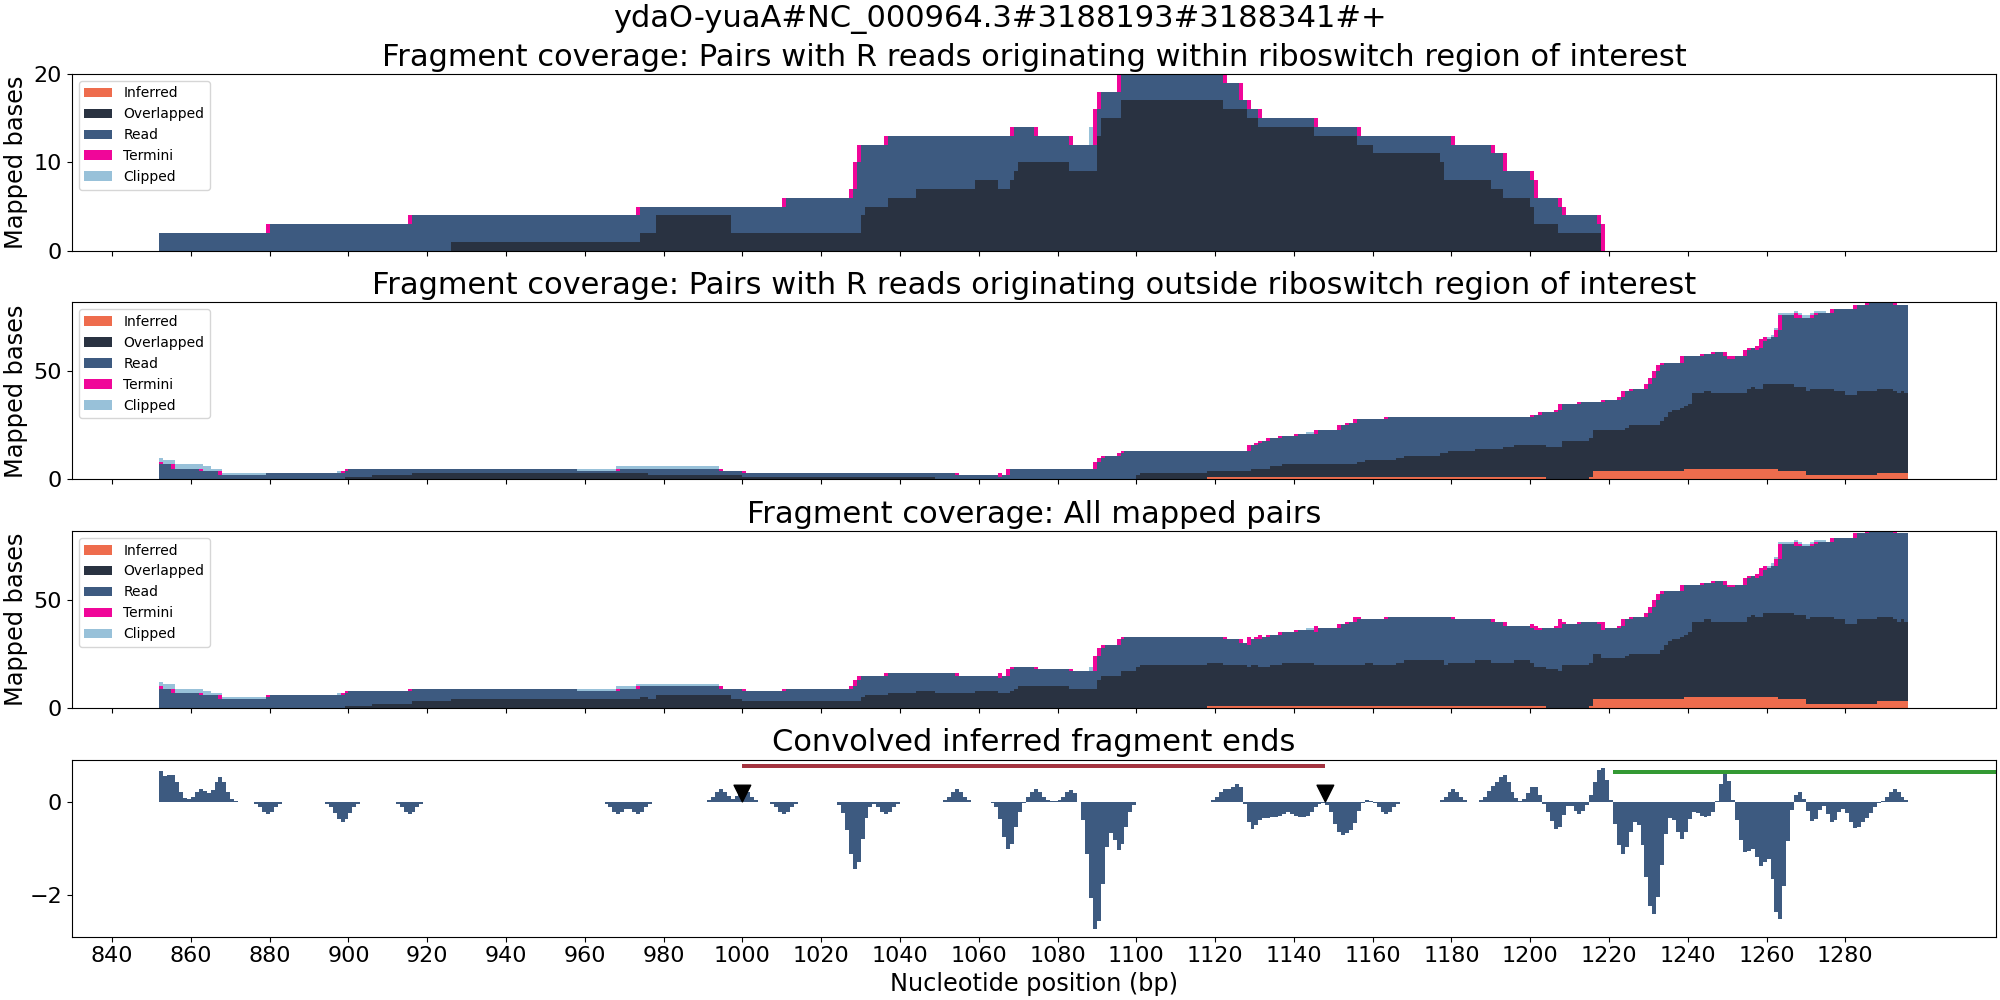 ydaO-yuaA#NC_000964.3#3188193#3188341#+
Fragment coverage: Pairs with R reads originating within riboswitch region of interest
Mapped bases
20
10
0
Inferred
Overlapped
Read
Termini
Clipped
Fragment coverage: Pairs with R reads originating outside riboswitch region of interest
Mapped bases
50
0
Inferred
Overlapped
Read
Termini
Clipped
Fragment coverage: All mapped pairs
Mapped bases
50
0
Inferred
Overlapped
Read
Termini
Clipped
Convolved inferred fragment ends
0
−2
840 860 880 900 920 940 960 980 1000 1020 1040 1060 1080 1100 1120 1140 1160 1180 1200 1220 1240 1260 1280
Nucleotide position (bp)